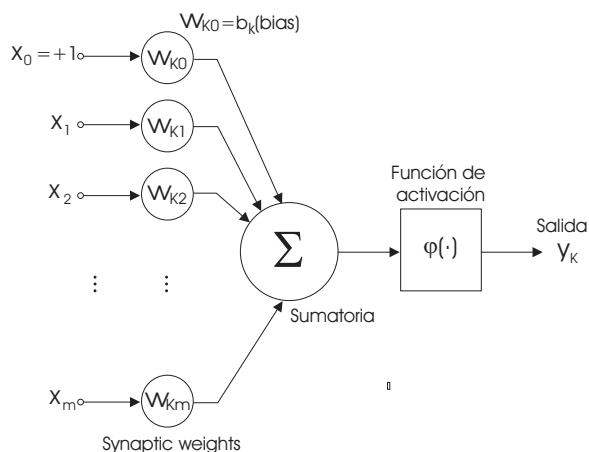 W_K0 = b_k(bias)
X_0 = +1
W_K0
X_1
W_K1
X_2
W_K2
Función de
activación
Σ
φ(·)
Salida
y_K
⋮ ⋮
Sumatoria
X_m
W_Km
Synaptic weights